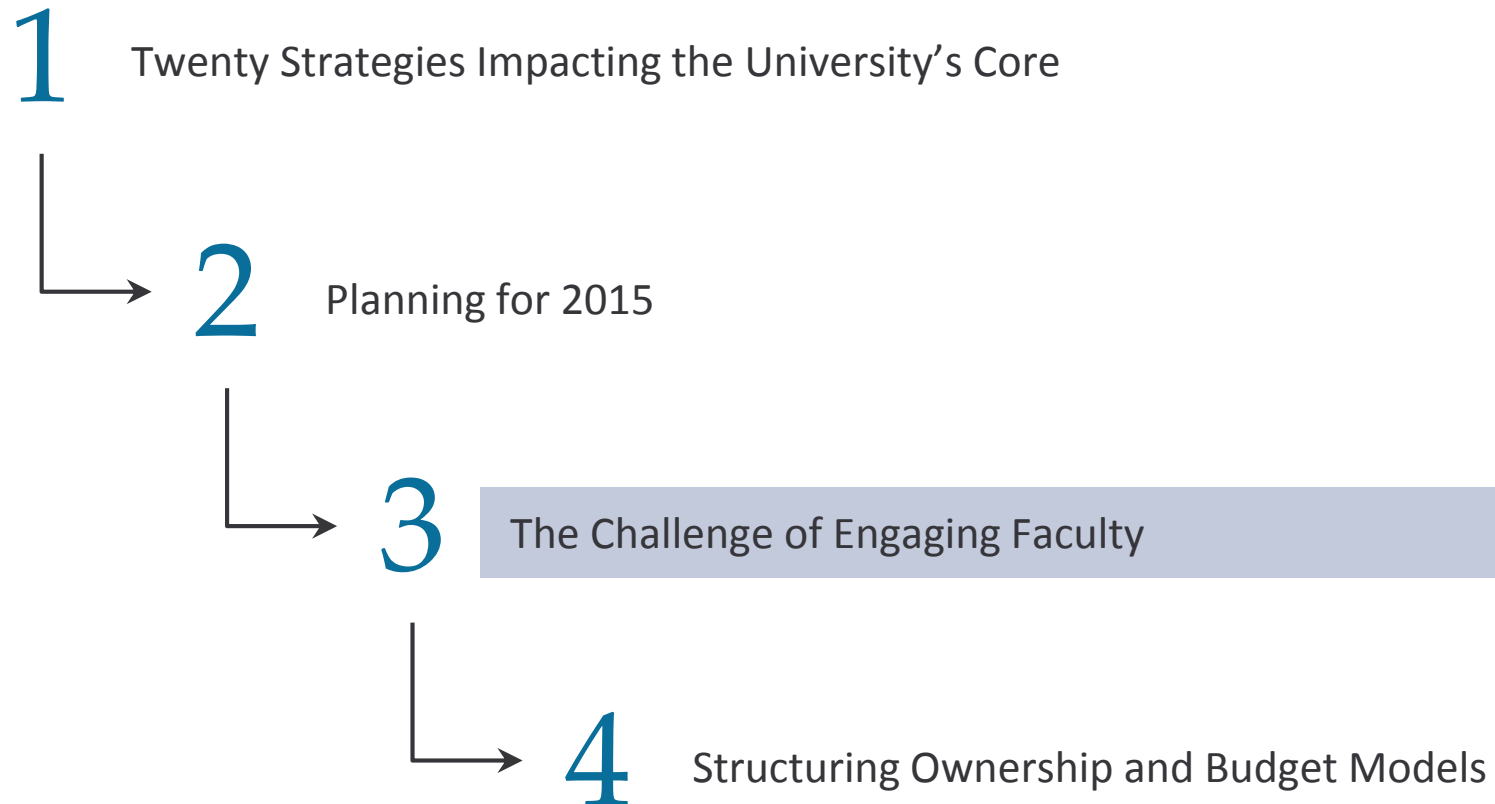 1 Twenty Strategies Impacting the University’s Core
2 Planning for 2015
3 The Challenge of Engaging Faculty
4 Structuring Ownership and Budget Models